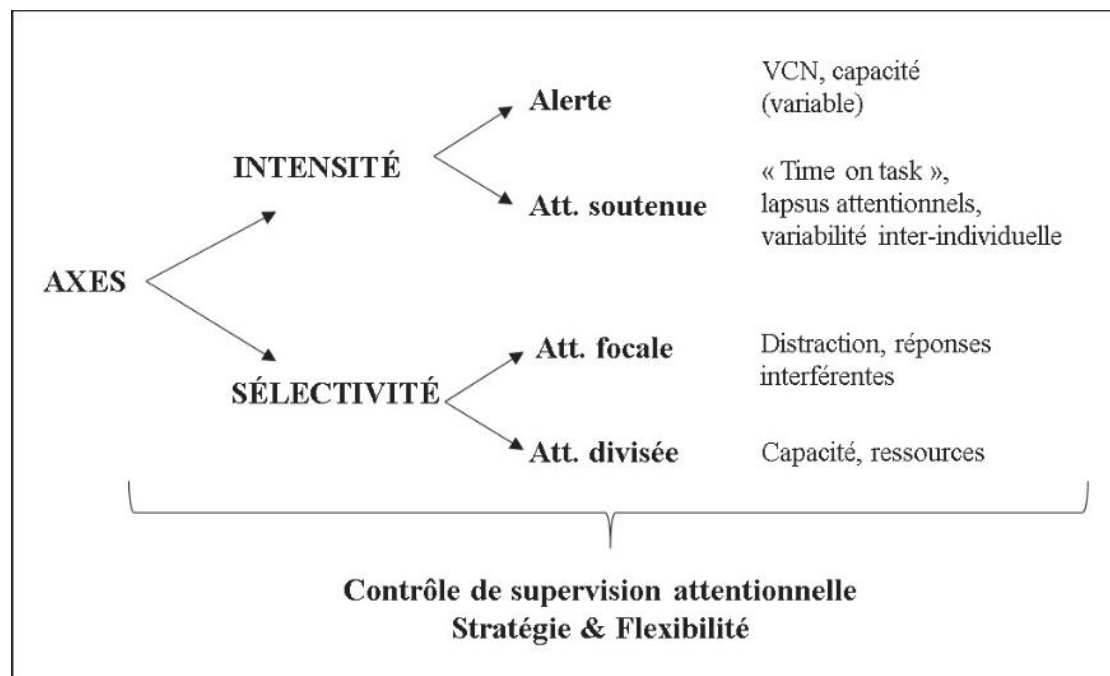 VCN, capacité
Alerte
(variable)
INTENSITÉ
« Time on task »,
Att. soutenue
lapsus attentionnels,
variabilité inter-individuelle
AXES
Att. focale
Distraction, réponses
interférentes
SÉLECTIVITÉ
Att. divisée
Capacité, ressources
Contrôle de supervision attentionnelle
Stratégie & Flexibilité